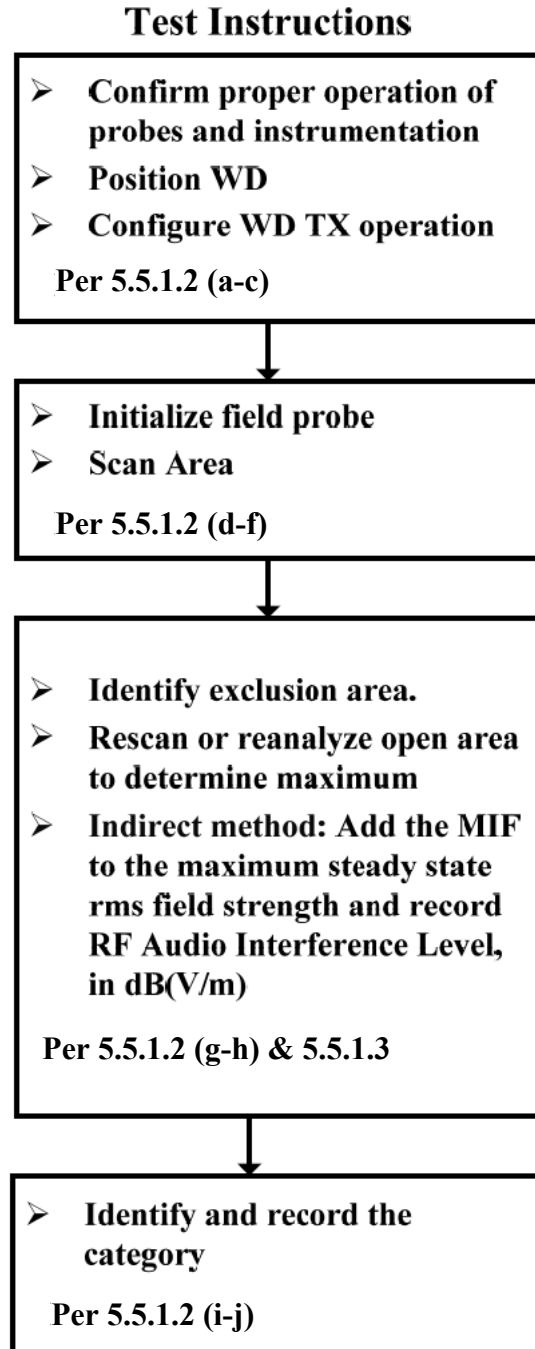 Test Instructions
➢ Confirm proper operation of
probes and instrumentation
➢ Position WD
➢ Configure WD TX operation
Per 5.5.1.2 (a-c)
➢ Initialize field probe
➢ Scan Area
Per 5.5.1.2 (d-f)
➢ Identify exclusion area.
➢ Rescan or reanalyze open area
to determine maximum
➢ Indirect method: Add the MIF
to the maximum steady state
rms field strength and record
RF Audio Interference Level,
in dB(V/m)
Per 5.5.1.2 (g-h) & 5.5.1.3
➢ Identify and record the
category
Per 5.5.1.2 (i-j)